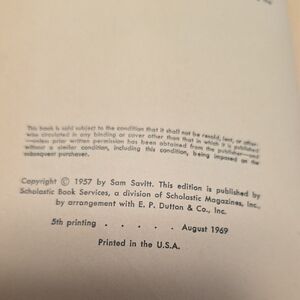 This book is sold subject to the condition that it shall not be resold, lent, or other-
wise circulated in any binding or cover other than that in which it is published
—unless prior written permission has been obtained from the publisher—and
without a similar condition, including this condition, being imposed on the
subsequent purchaser.
Copyright © 1957 by Sam Savitt. This edition is published by
Scholastic Book Services, a division of Scholastic Magazines, Inc.,
by arrangement with E. P. Dutton & Co., Inc.
5th printing . . . . . August 1969
Printed in the U.S.A.